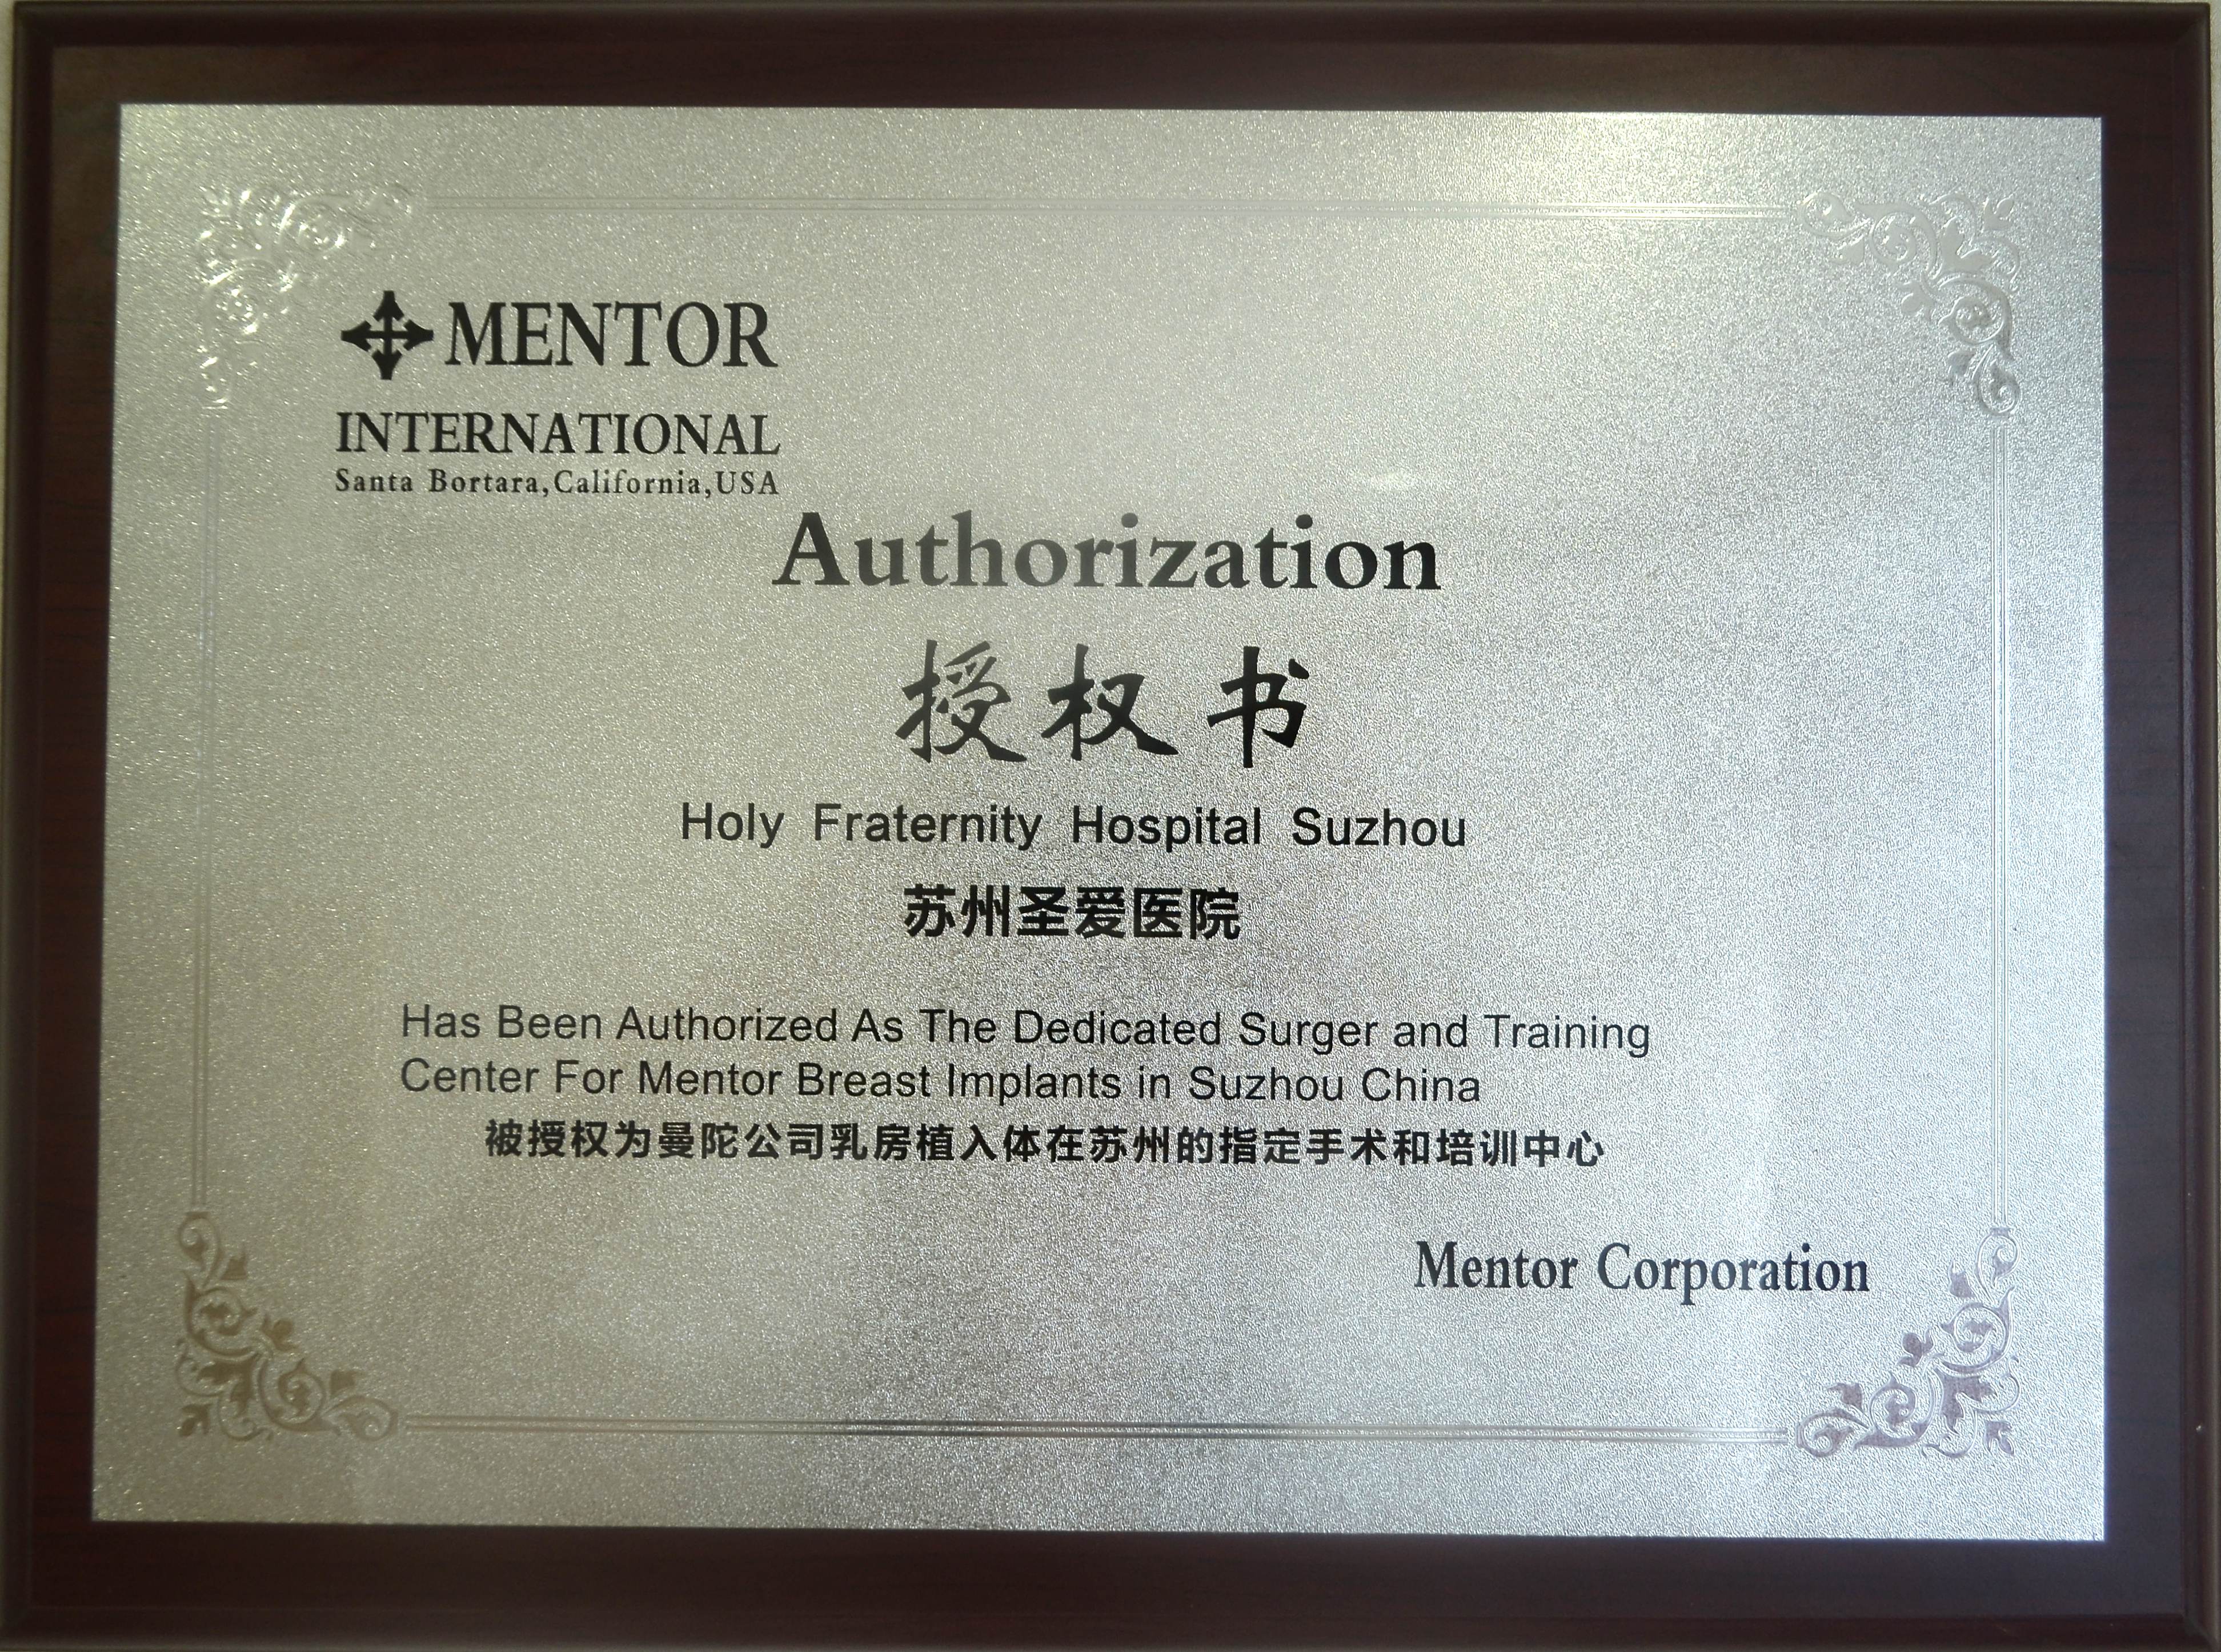 MENTOR
INTERNATIONAL
Santa Bortara,California,USA
Authorization
授权书
Holy Fraternity Hospital Suzhou
苏州圣爱医院
Has Been Authorized As The Dedicated Surger and Training
Center For Mentor Breast Implants in Suzhou China
被授权为曼陀公司乳房植入体在苏州的指定手术和培训中心
Mentor Corporation